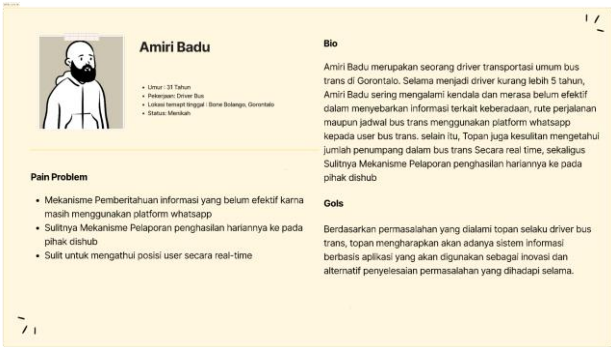 Amiri Badu
Umur : 31 Tahun
Pekerjaan: Driver Bus
Lokasi temapt tinggal : Bone Bolango, Gorontalo
Status: Menikah
Pain Problem
Mekanisme Pemberitahuan informasi yang belum efektif karna
masih menggunakan platform whatsapp
Sulitnya Mekanisme Pelaporan penghasilan hariannya ke pada
pihak dishub
Sulit untuk mengathui posisi user secara real-time
Bio
Amiri Badu merupakan seorang driver transportasi umum bus
trans di Gorontalo. Selama menjadi driver kurang lebih 5 tahun,
Amiri Badu sering mengalami kendala dan merasa belum efektif
dalam menyebarkan informasi terkait keberadaan, rute perjalanan
maupun jadwal bus trans menggunakan platform whatsapp
kepada user bus trans. selain itu, Topan juga kesulitan mengetahui
jumlah penumpang dalam bus trans Secara real time, sekaligus
Sulitnya Mekanisme Pelaporan penghasilan hariannya ke pada
pihak dishub
Gols
Berdasarkan permasalahan yang dialami topan selaku driver bus
trans, topan mengharapkan akan adanya sistem informasi
berbasis aplikasi yang akan digunakan sebagai inovasi dan
alternatif penyelesaian permasalahan yang dihadapi selama.